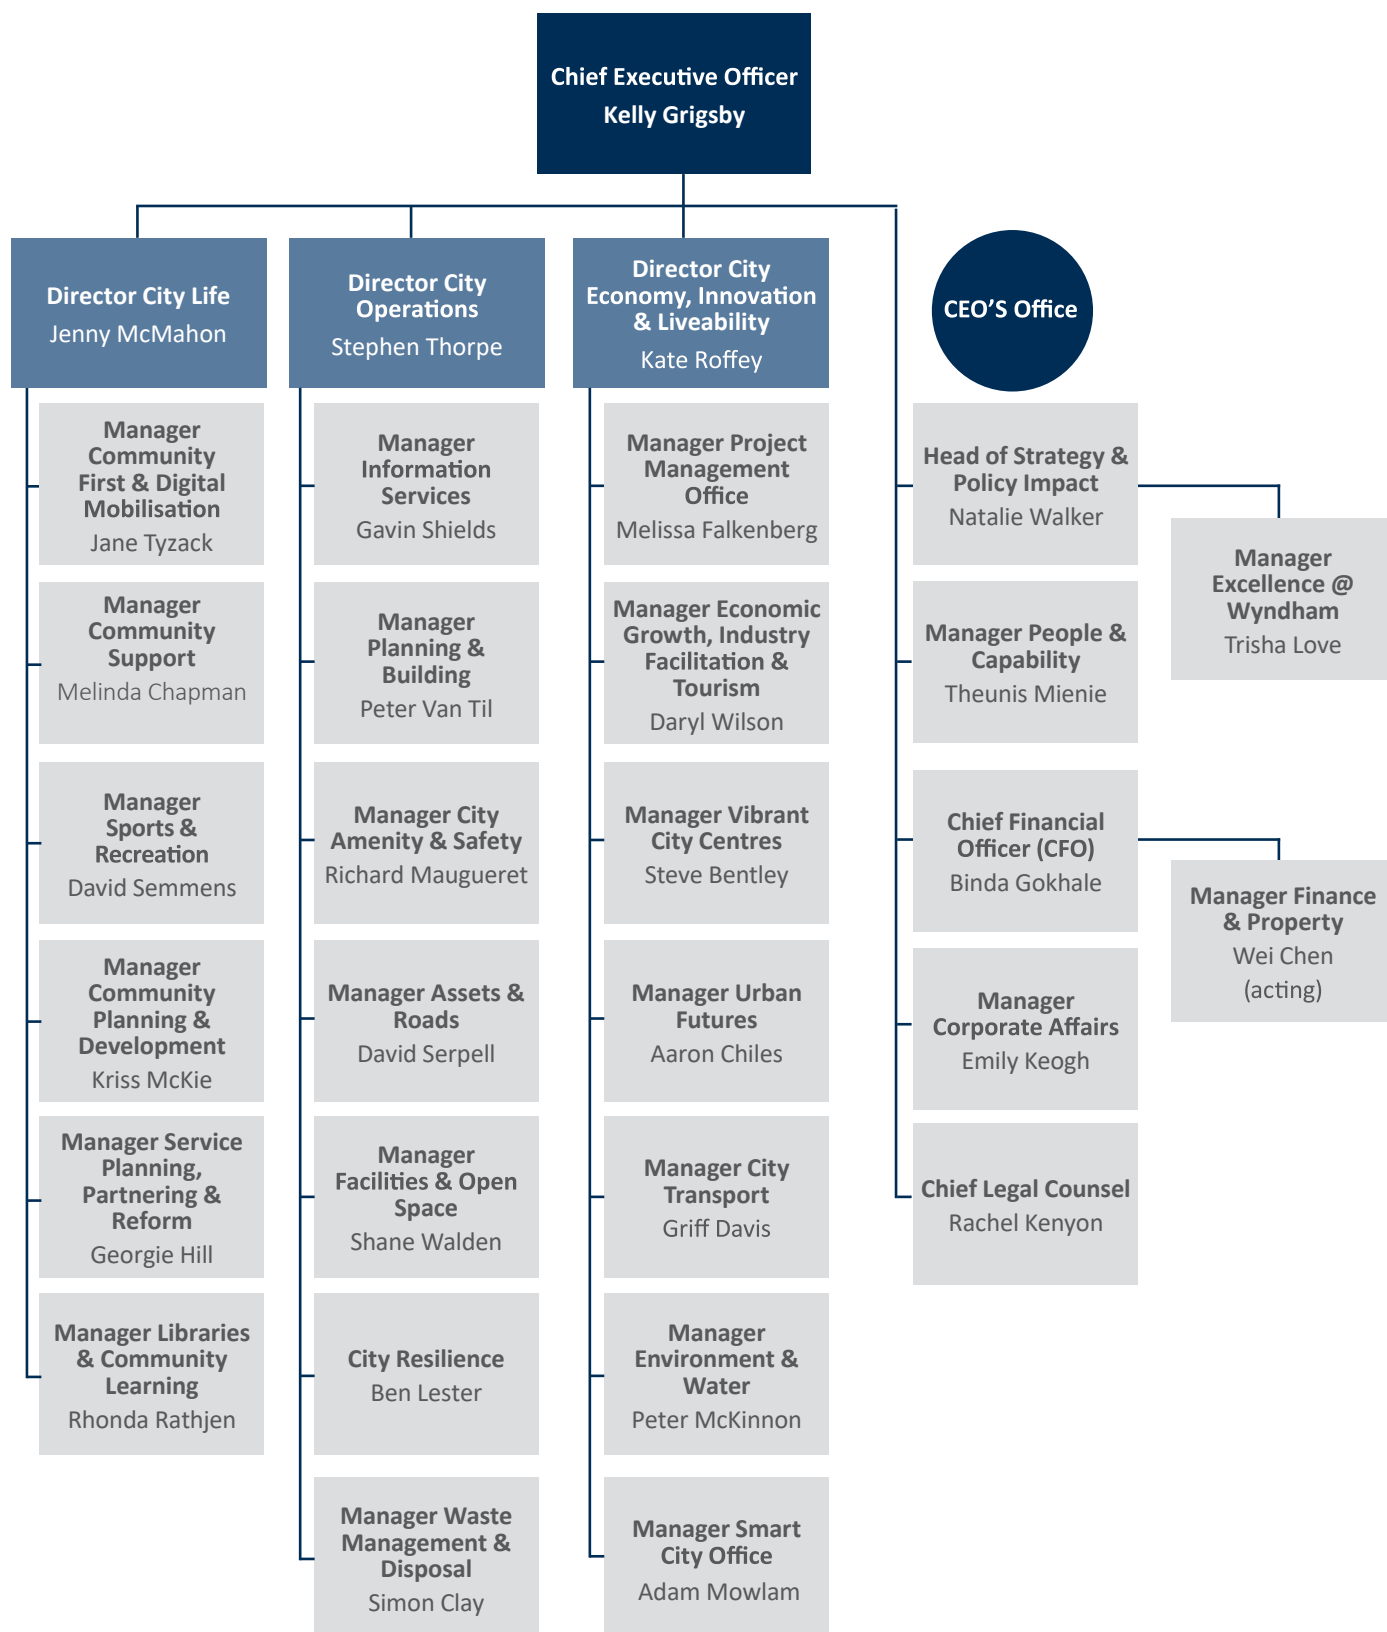 Chief Executive Officer
Kelly Grigsby
Director City Life
Jenny McMahon
Manager
Community
First & Digital
Mobilisation
Jane Tyzack
Manager
Community
Support
Melinda Chapman
Manager
Sports &
Recreation
David Semmens
Manager
Community
Planning &
Development
Kriss McKie
Manager Service
Planning,
Partnering &
Reform
Georgie Hill
Manager Libraries
& Community
Learning
Rhonda Rathjen
Director City
Operations
Stephen Thorpe
Manager
Information
Services
Gavin Shields
Manager
Planning &
Building
Peter Van Til
Manager City
Amenity & Safety
Richard Maugueret
Manager Assets &
Roads
David Serpell
Manager
Facilities & Open
Space
Shane Walden
City Resilience
Ben Lester
Manager Waste
Management &
Disposal
Simon Clay
Director City
Economy, Innovation
& Liveability
Kate Roffey
Manager Project
Management
Office
Melissa Falkenberg
Manager Economic
Growth, Industry
Facilitation &
Tourism
Daryl Wilson
Manager Vibrant
City Centres
Steve Bentley
Manager Urban
Futures
Aaron Chiles
Manager City
Transport
Griff Davis
Manager
Environment &
Water
Peter McKinnon
Manager Smart
City Office
Adam Mowlam
CEO'S Office
Head of Strategy &
Policy Impact
Natalie Walker
Manager
Excellence @
Wyndham
Trisha Love
Manager People &
Capability
Theunis Mienie
Chief Financial
Officer (CFO)
Binda Gokhale
Manager Finance
& Property
Wei Chen
(acting)
Manager
Corporate Affairs
Emily Keogh
Chief Legal Counsel
Rachel Kenyon